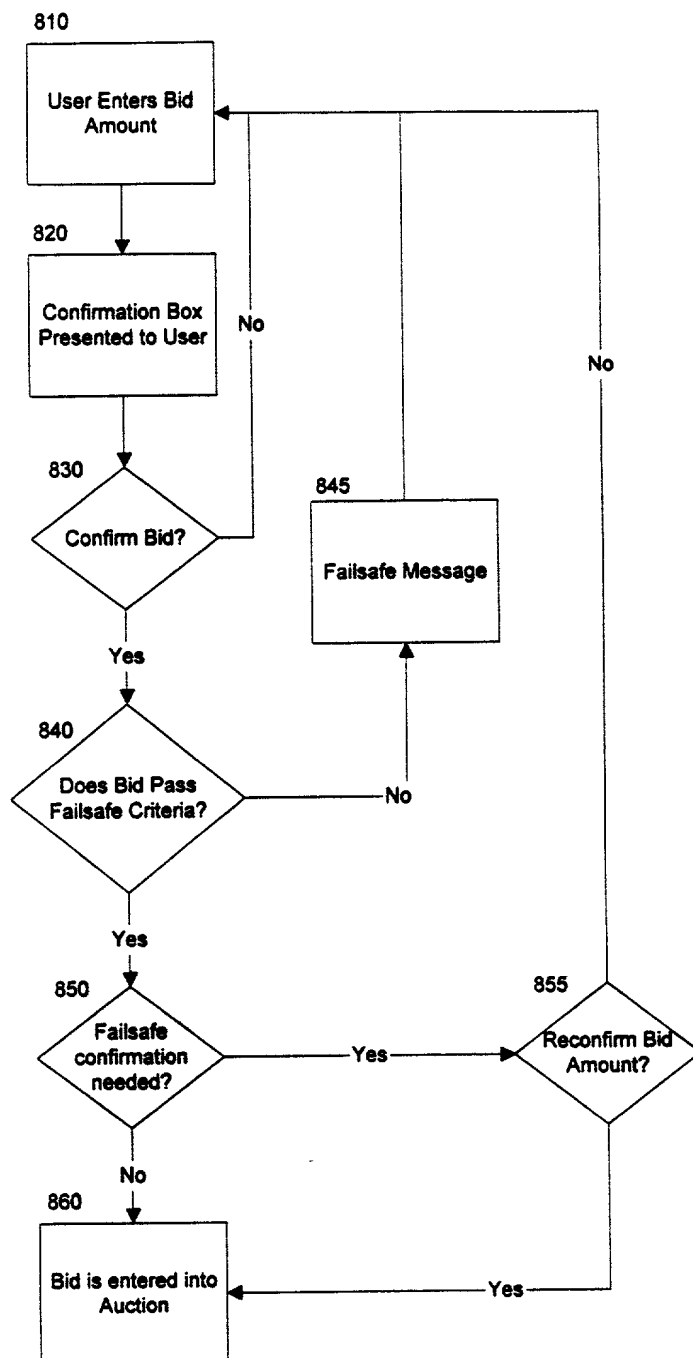 810
User Enters Bid
Amount
820
Confirmation Box
Presented to User
No
No
830
Confirm Bid?
845
Failsafe Message
Yes
840
Does Bid Pass
Failsafe Criteria?
No
Yes
850
Failsafe
confirmation
needed?
Yes
855
Reconfirm Bid
Amount?
No
860
Bid is entered into
Auction
Yes